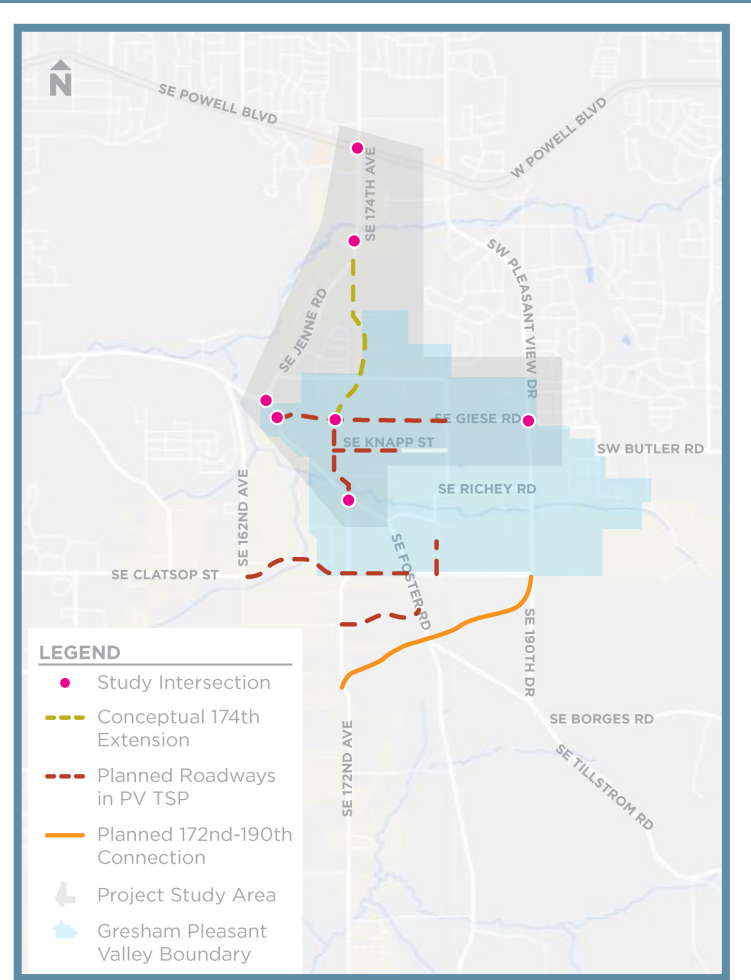 N
SE POWELL BLVD
W POWELL BLVD
SE 174TH AVE
SW PLEASANT VIEW DR
SE JENNE RD
SE GIESE RD
SE KNAPP ST
SW BUTLER RD
SE 162ND AVE
SE RICHEY RD
SE FOSTER RD
SE CLATSOP ST
SE 190TH DR
SE 172ND AVE
SE BORGES RD
SE TILLSTROM RD
LEGEND
Study Intersection
Conceptual 174th
Extension
Planned Roadways
in PV TSP
Planned 172nd-190th
Connection
Project Study Area
Gresham Pleasant
Valley Boundary